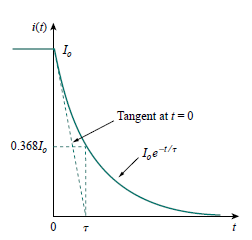 i(t)
I₀
Tangent at t = 0
0.368I₀
I₀e⁻ᵗ/τ
0
τ
t